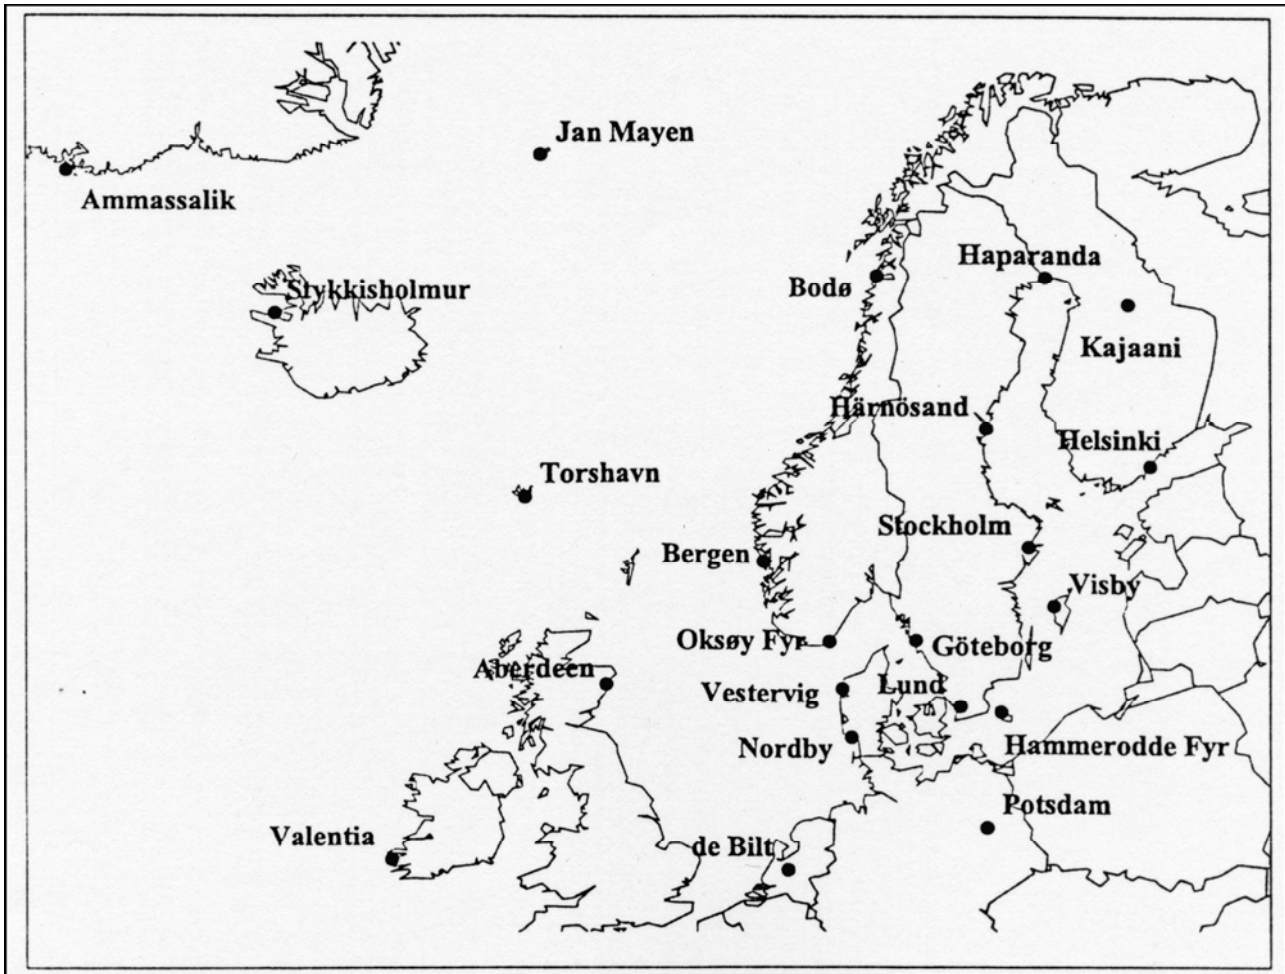 Jan Mayen
Ammassalik
Haparanda
Bodø
Stykkisholmur
Kajaani
Härnösand
Helsinki
Torshavn
Stockholm
Bergen
Visby
Oksøy Fyr
Göteborg
Aberdeen
Vestervig
Lund
Nordby
Hammerodde Fyr
Potsdam
Valentia
de Bilt